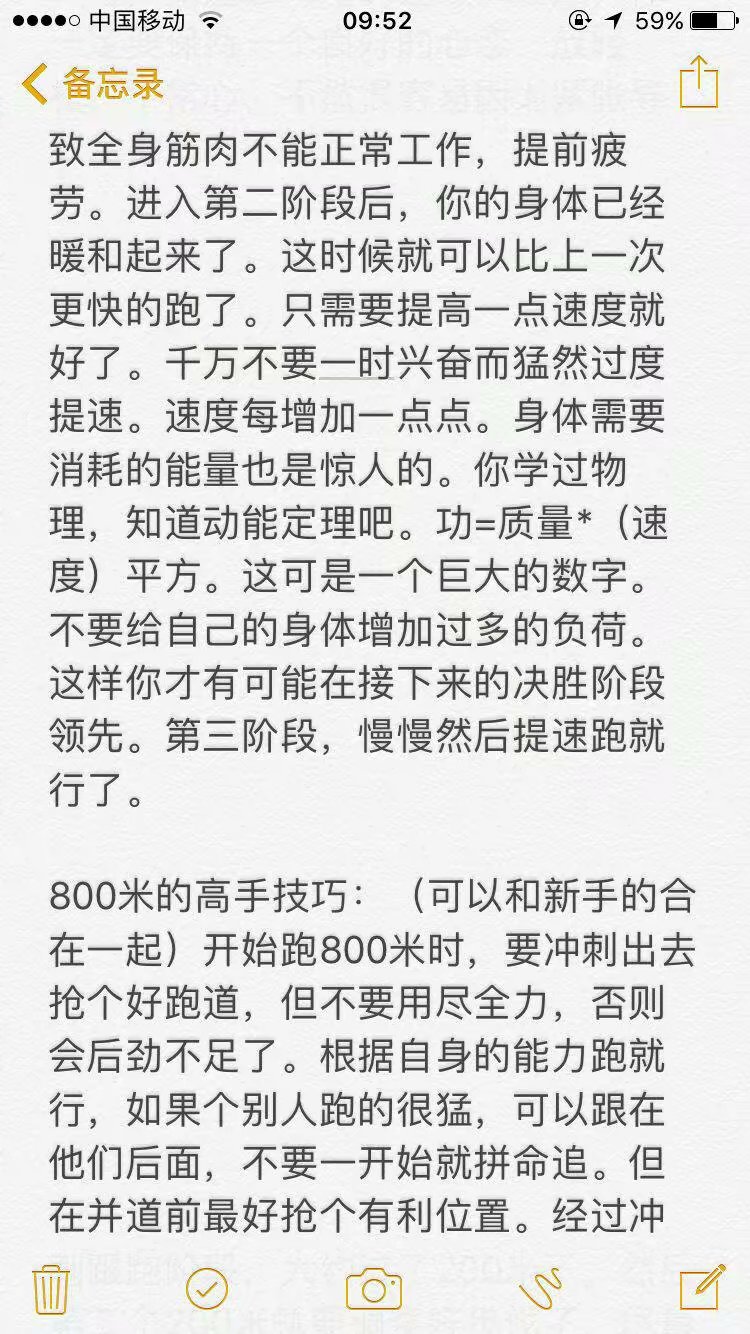 中国移动 09:52 59%
备忘录
致全身筋肉不能正常工作，提前疲
劳。进入第二阶段后，你的身体已经
暖和起来了。这时候就可以比上一次
更快的跑了。只需要提高一点速度就
好了。千万不要一时兴奋而猛然过度
提速。速度每增加一点点。身体需要
消耗的能量也是惊人的。你学过物
理，知道动能定理吧。功=质量*（速
度）平方。这可是一个巨大的数字。
不要给自己的身体增加过多的负荷。
这样你才有可能在接下来的决胜阶段
领先。第三阶段，慢慢然后提速跑就
行了。
800米的高手技巧：（可以和新手的合
在一起）开始跑800米时，要冲刺出去
抢个好跑道，但不要用尽全力，否则
会后劲不足了。根据自身的能力跑就
行，如果个别人跑的很猛，可以跟在
他们后面，不要一开始就拼命追。但
在并道前最好抢个有利位置。经过冲